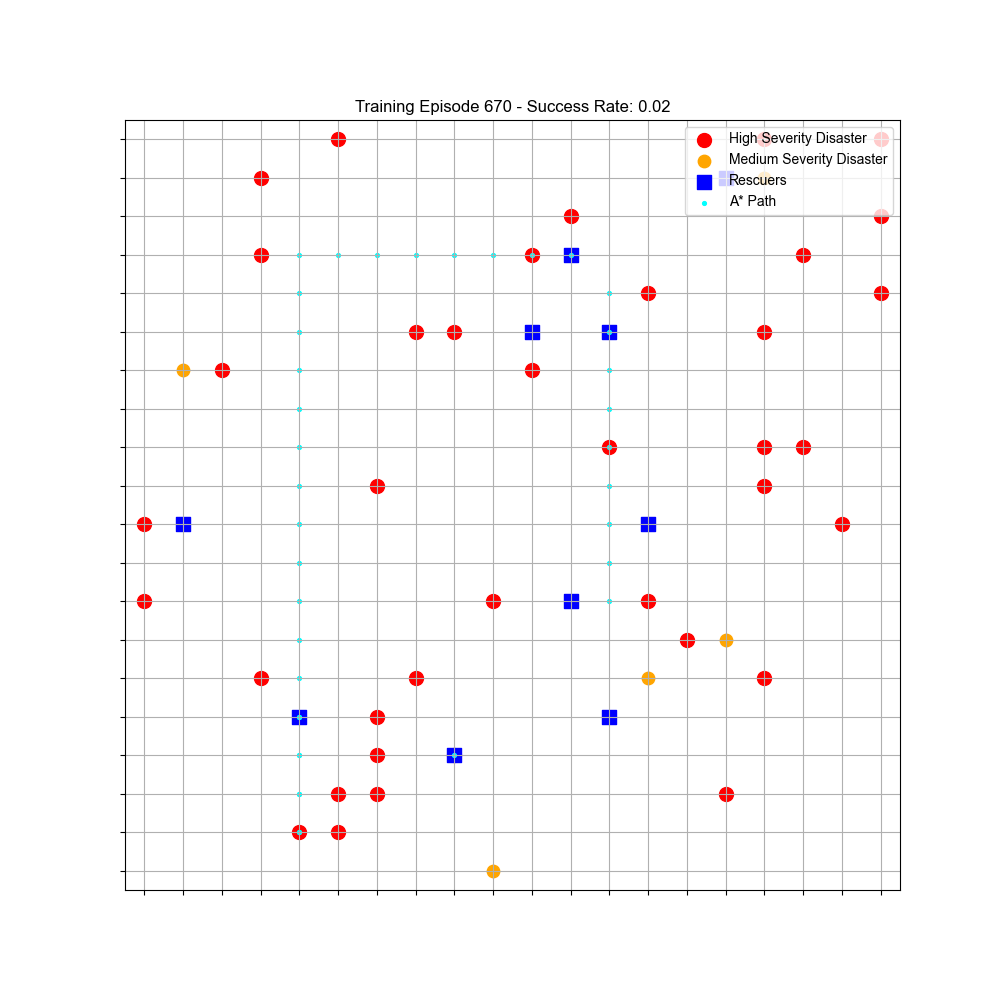 Training Episode 670 - Success Rate: 0.02
High Severity Disaster
Medium Severity Disaster
Rescuers
A* Path